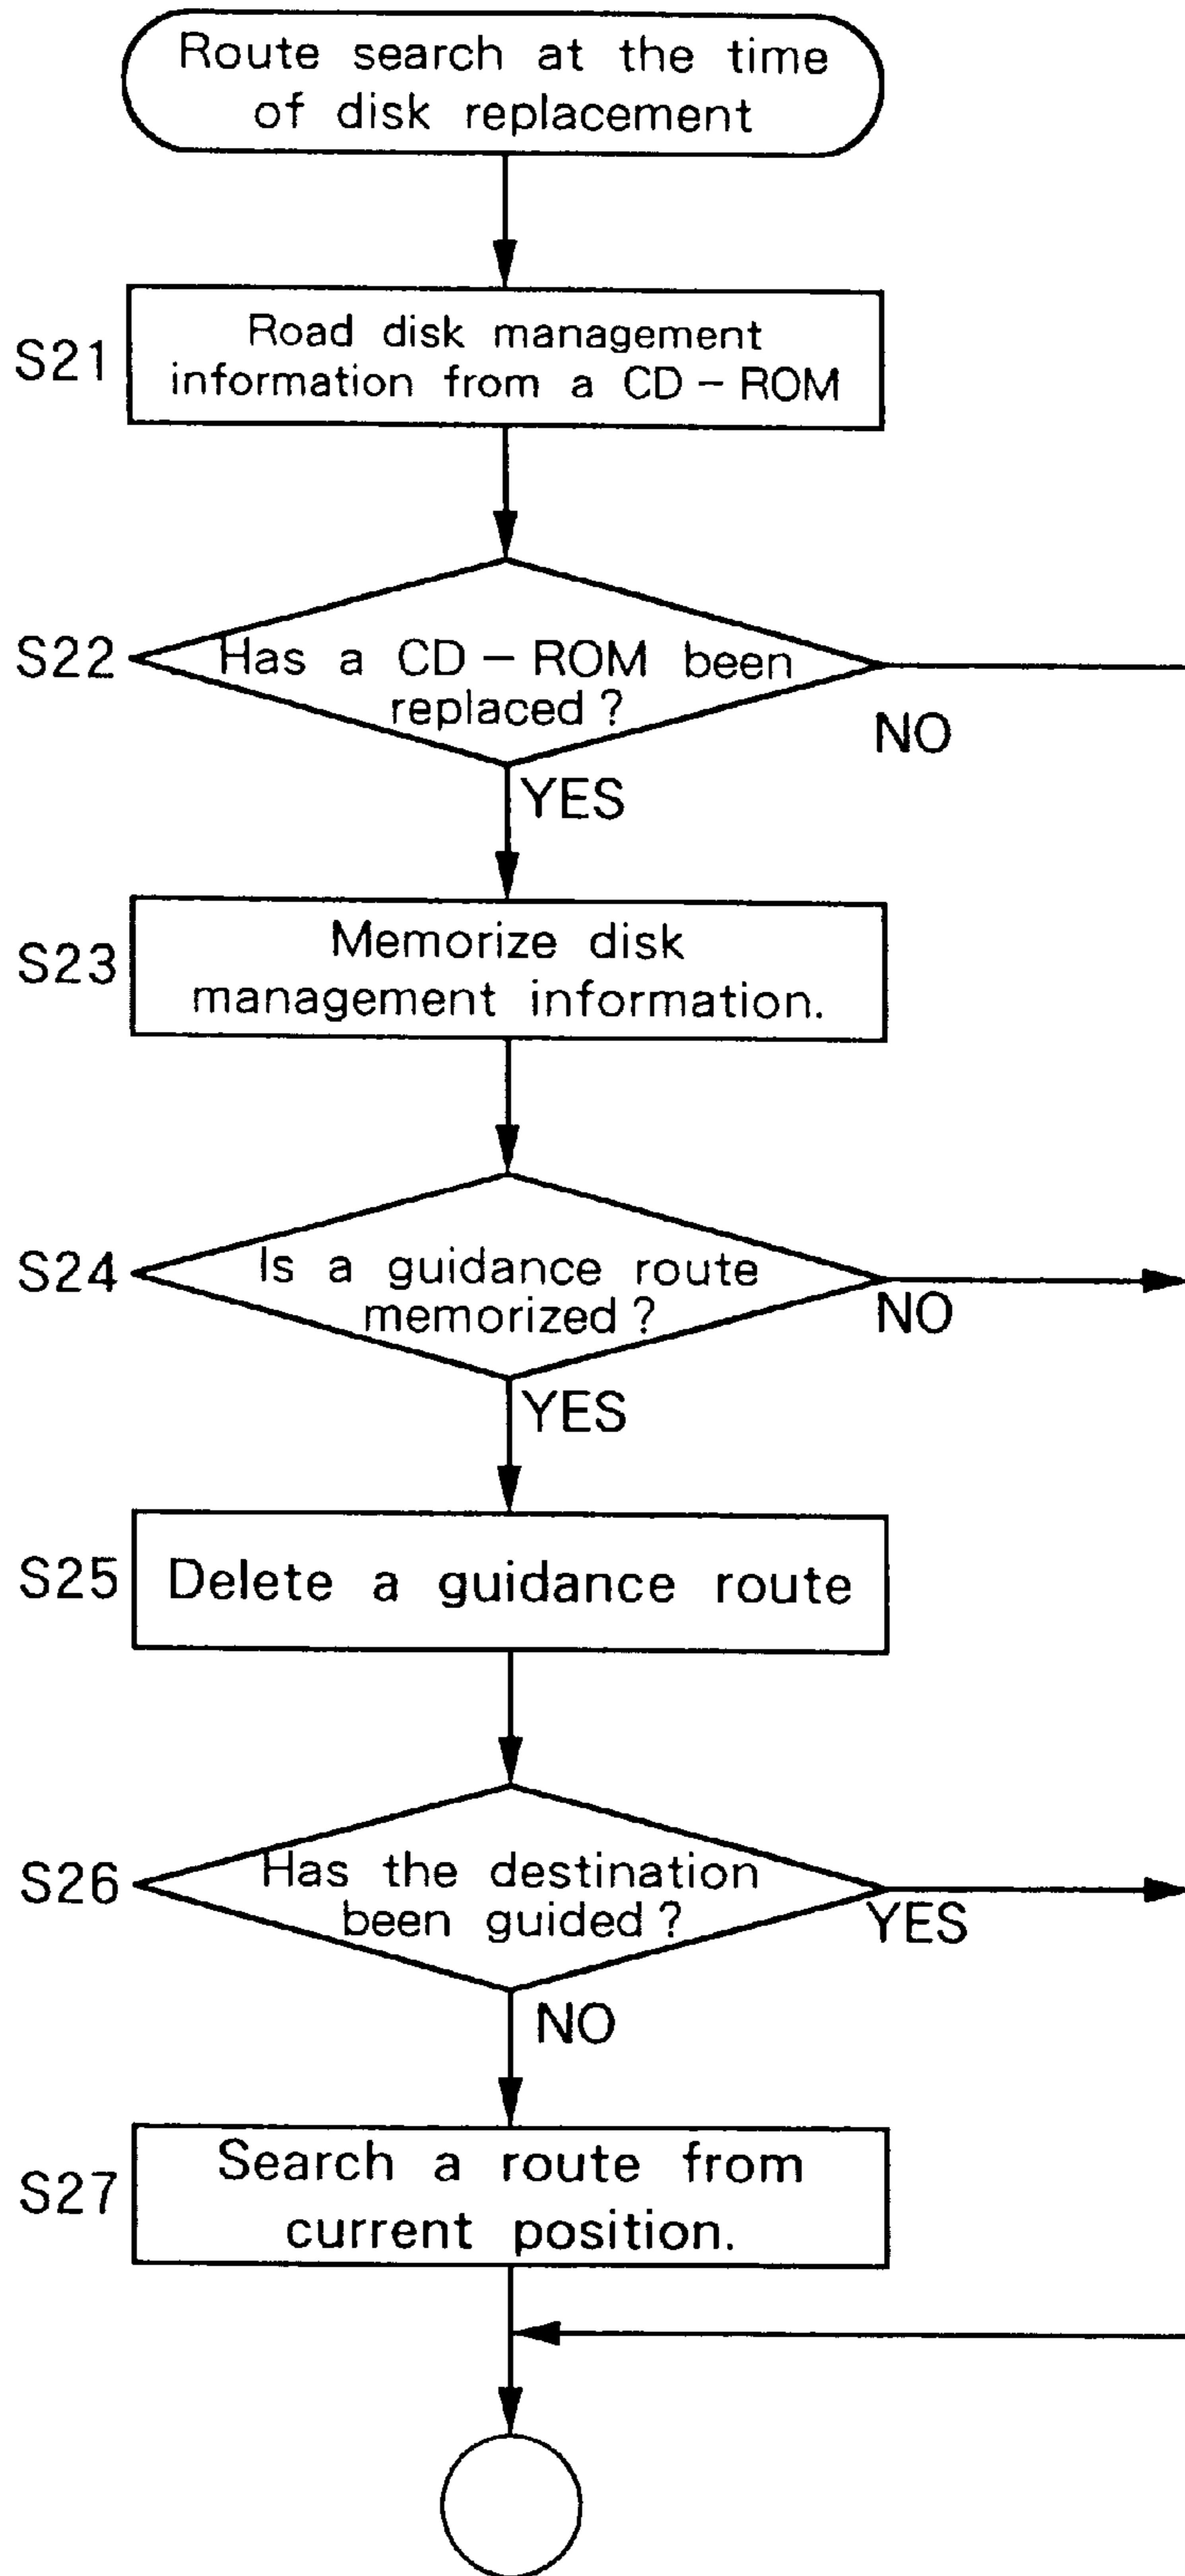 Route search at the time
of disk replacement
S21
Road disk management
information from a CD – ROM
S22
Has a CD – ROM been
replaced ?
NO
YES
S23
Memorize disk
management information.
S24
Is a guidance route
memorized ?
NO
YES
S25
Delete a guidance route
S26
Has the destination
been guided ?
YES
NO
S27
Search a route from
current position.